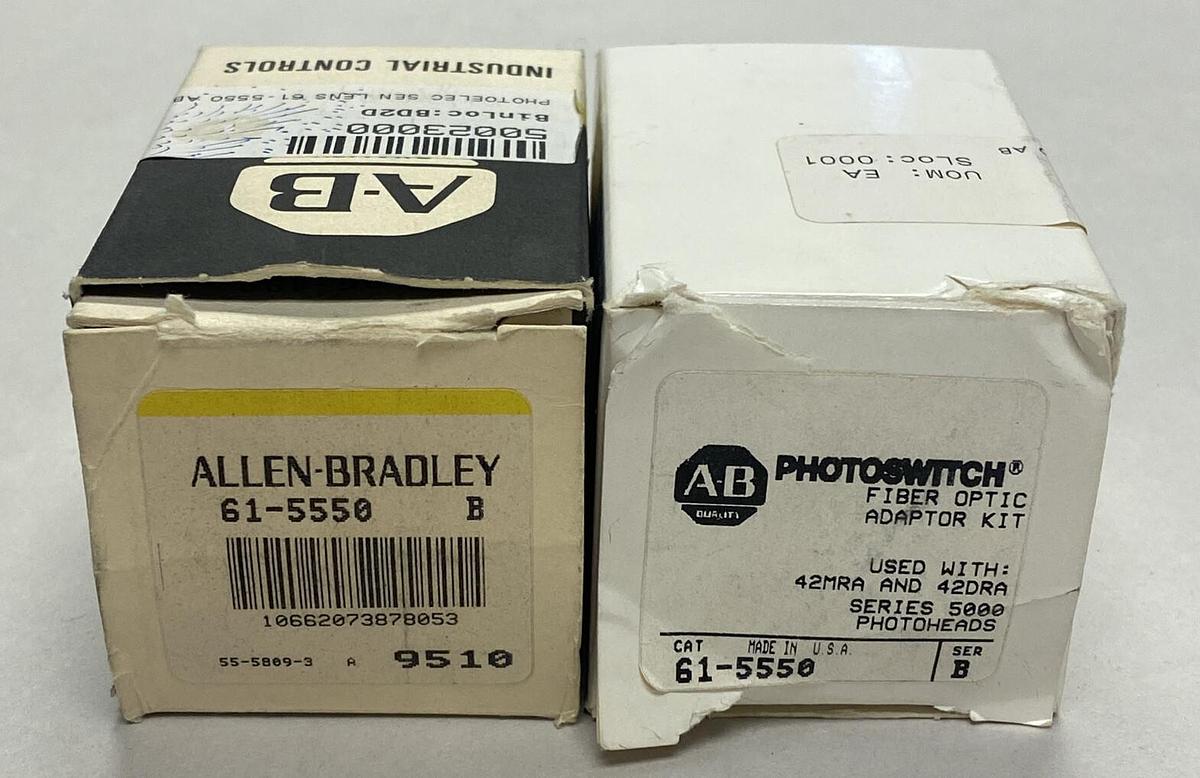 INDUSTRIAL CONTROLS
PHOTOELEC SEN LENS 61-5550 AB
BinLoc:BD2D
50023000
A-B
ALLEN-BRADLEY
61-5550 B
10662073878053
55-5809-3 A 9510
AB
SLOC: 0001
UOM: EA
A-B
QUALITY
PHOTOSWITCH®
FIBER OPTIC
ADAPTOR KIT
USED WITH:
42MRA AND 42DRA
SERIES 5000
PHOTOHEADS
CAT MADE IN U.S.A. SER
61-5550 B